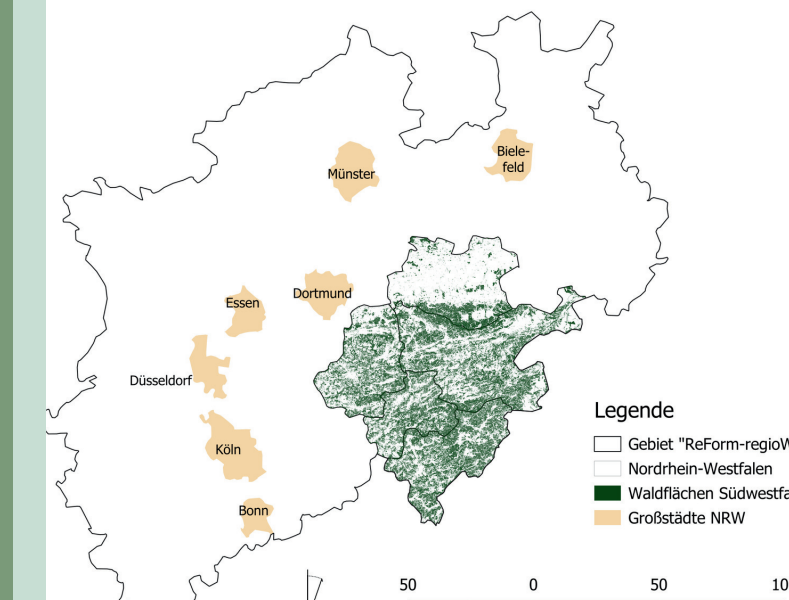 Münster
Biele-
feld
Essen
Dortmund
Düsseldorf
Köln
Bonn
Legende
Gebiet "ReForm-regioW
Nordrhein-Westfalen
Waldflächen Südwestfa
Großstädte NRW
50 0 50 10